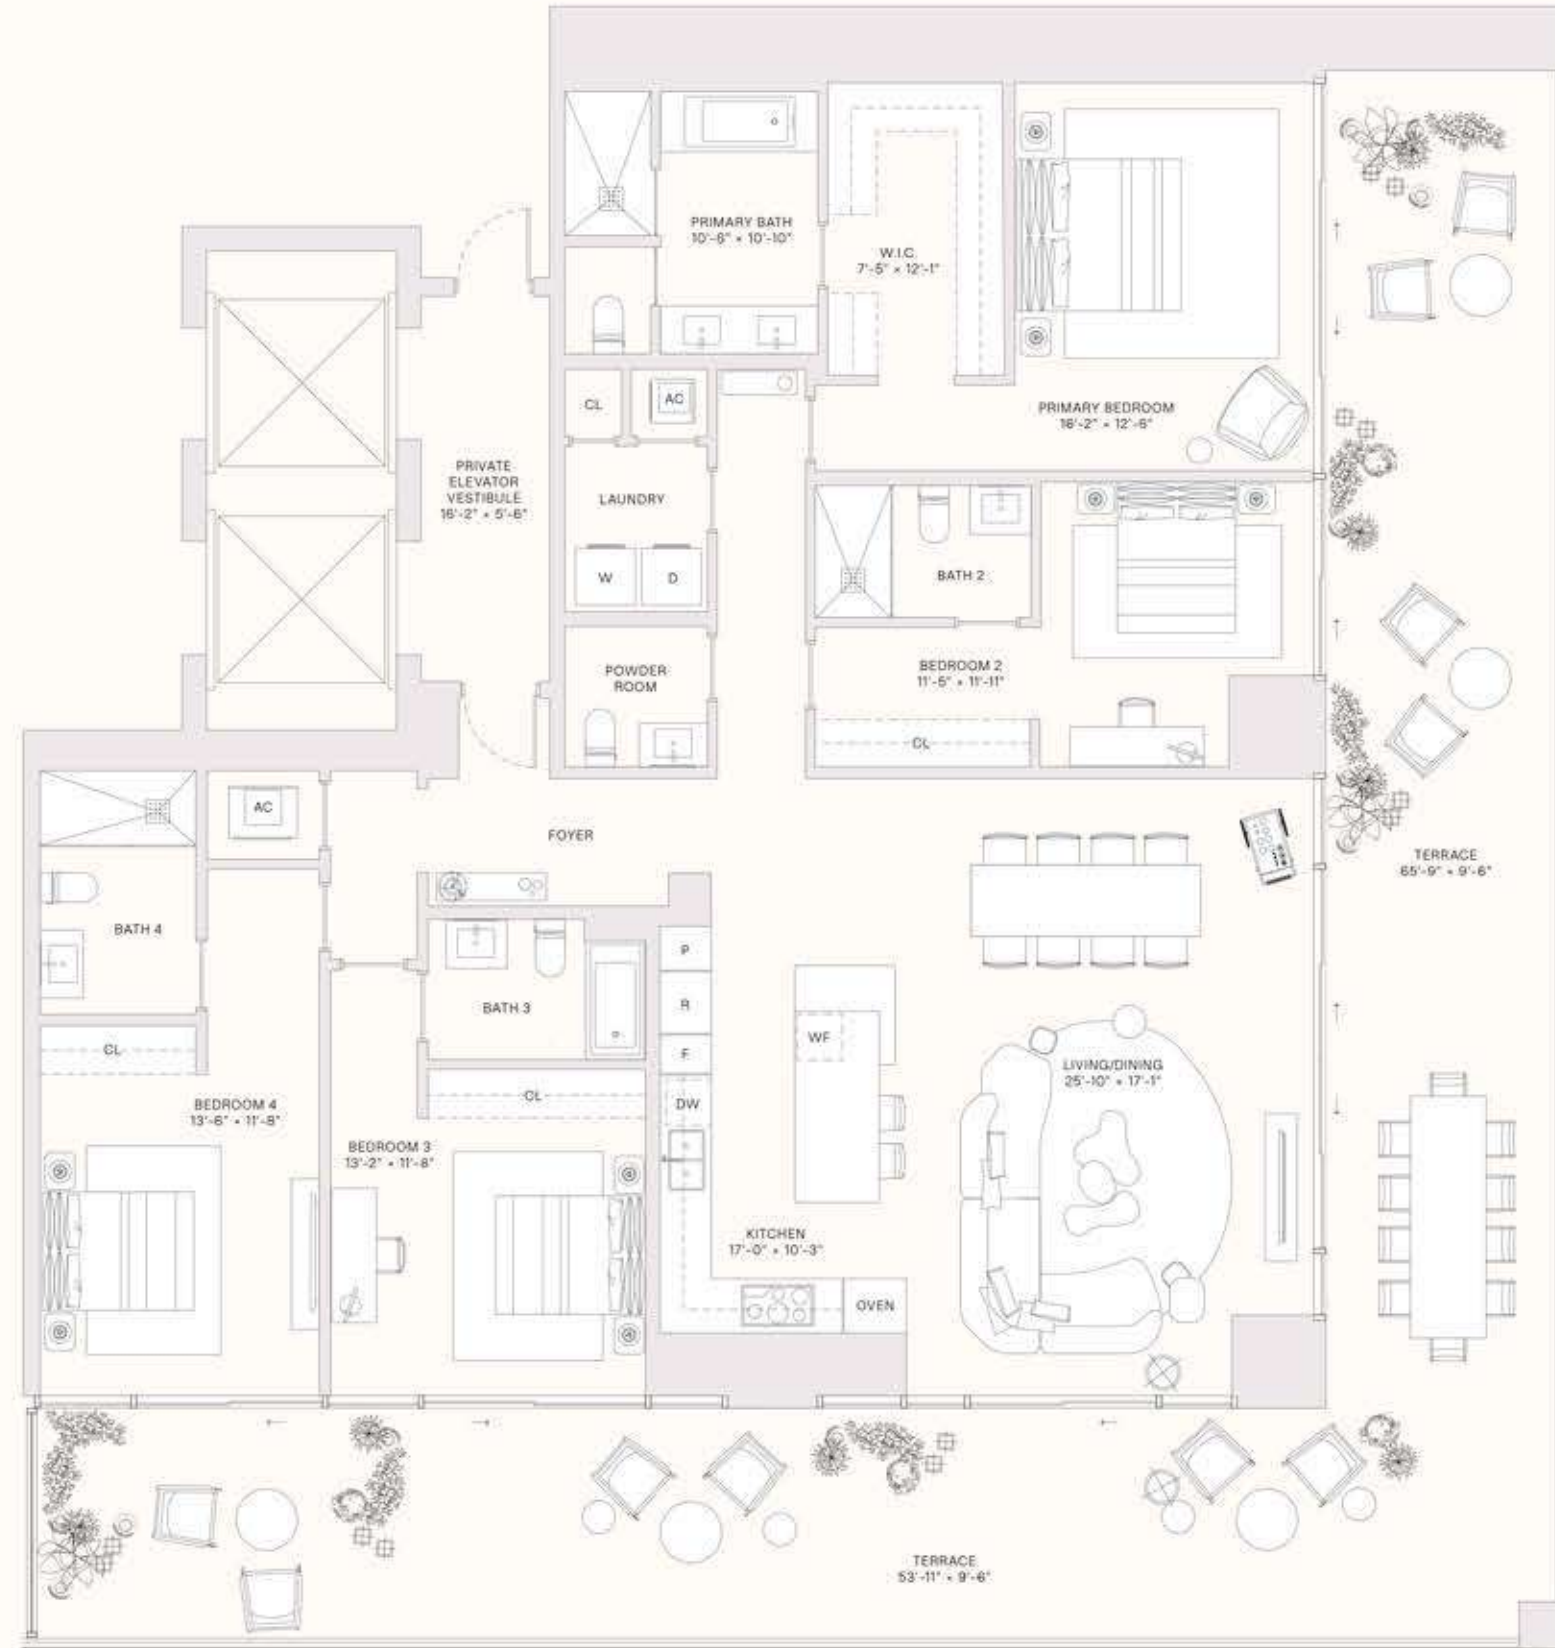 PRIMARY BATH
10'-6" × 10'-10"
W.I.C.
7'-5" × 12'-1"
CL
AC
PRIMARY BEDROOM
16'-2" × 12'-6"
PRIVATE
ELEVATOR
VESTIBULE
16'-2" × 5'-6"
LAUNDRY
W
D
BATH 2
POWDER
ROOM
BEDROOM 2
11'-5" × 11'-11"
CL
AC
FOYER
TERRACE
65'-9" × 9'-6"
BATH 4
P
R
BATH 3
F
WF
CL
LIVING/DINING
25'-10" × 17'-1"
CL
DW
BEDROOM 4
13'-6" × 11'-8"
BEDROOM 3
13'-2" × 11'-8"
KITCHEN
17'-0" × 10'-3"
OVEN
TERRACE
53'-11" × 9'-6"